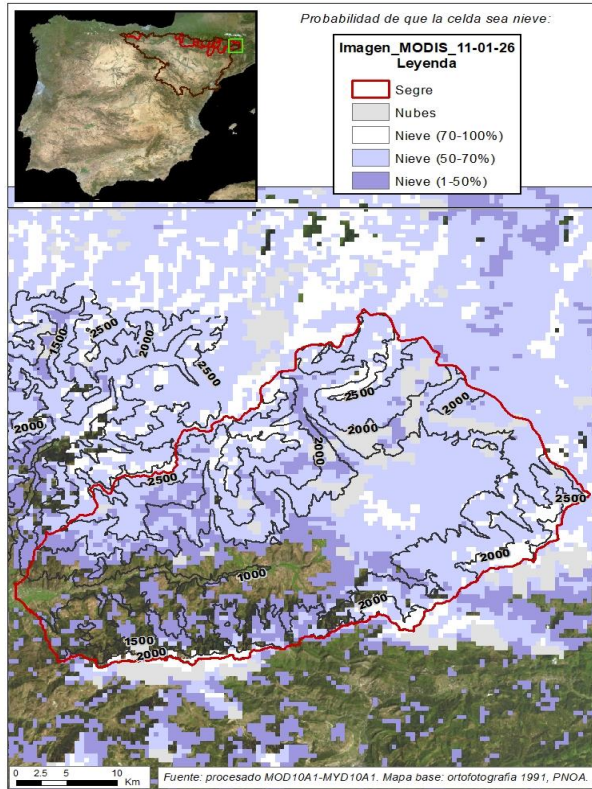 Probabilidad de que la celda sea nieve:
Imagen_MODIS_11-01-26
Leyenda
Segre
Nubes
Nieve (70-100%)
Nieve (50-70%)
Nieve (1-50%)
1500
2500
2000
2500
2000
2500
2000
2500
2000
2000
2500
2000
1000
2000
1500
2000
0 2.5 5 10
Km
Fuente: procesado MOD10A1-MYD10A1. Mapa base: ortofotografia 1991, PNOA.